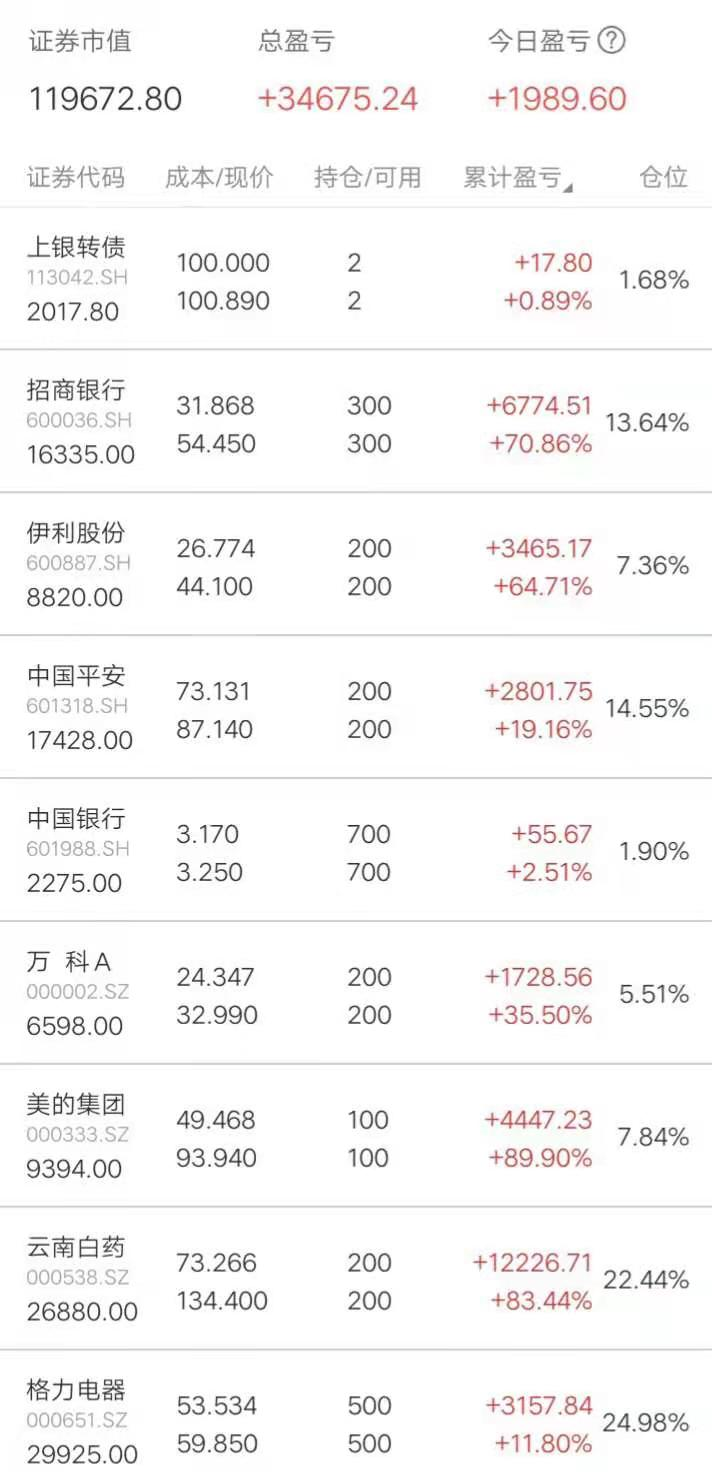 证券市值 总盈亏 今日盈亏?
119672.80 +34675.24 +1989.60
证券代码 成本/现价 持仓/可用 累计盈亏 仓位
上银转债
113042.SH
2017.80
100.000 2 +17.80
100.890 2 +0.89%
1.68%
招商银行
600036.SH
16335.00
31.868 300 +6774.51
54.450 300 +70.86%
13.64%
伊利股份
600887.SH
8820.00
26.774 200 +3465.17
44.100 200 +64.71%
7.36%
中国平安
601318.SH
17428.00
73.131 200 +2801.75
87.140 200 +19.16%
14.55%
中国银行
601988.SH
2275.00
3.170 700 +55.67
3.250 700 +2.51%
1.90%
万 科A
000002.SZ
6598.00
24.347 200 +1728.56
32.990 200 +35.50%
5.51%
美的集团
000333.SZ
9394.00
49.468 100 +4447.23
93.940 100 +89.90%
7.84%
云南白药
000538.SZ
26880.00
73.266 200 +12226.71
134.400 200 +83.44%
22.44%
格力电器
000651.SZ
29925.00
53.534 500 +3157.84
59.850 500 +11.80%
24.98%